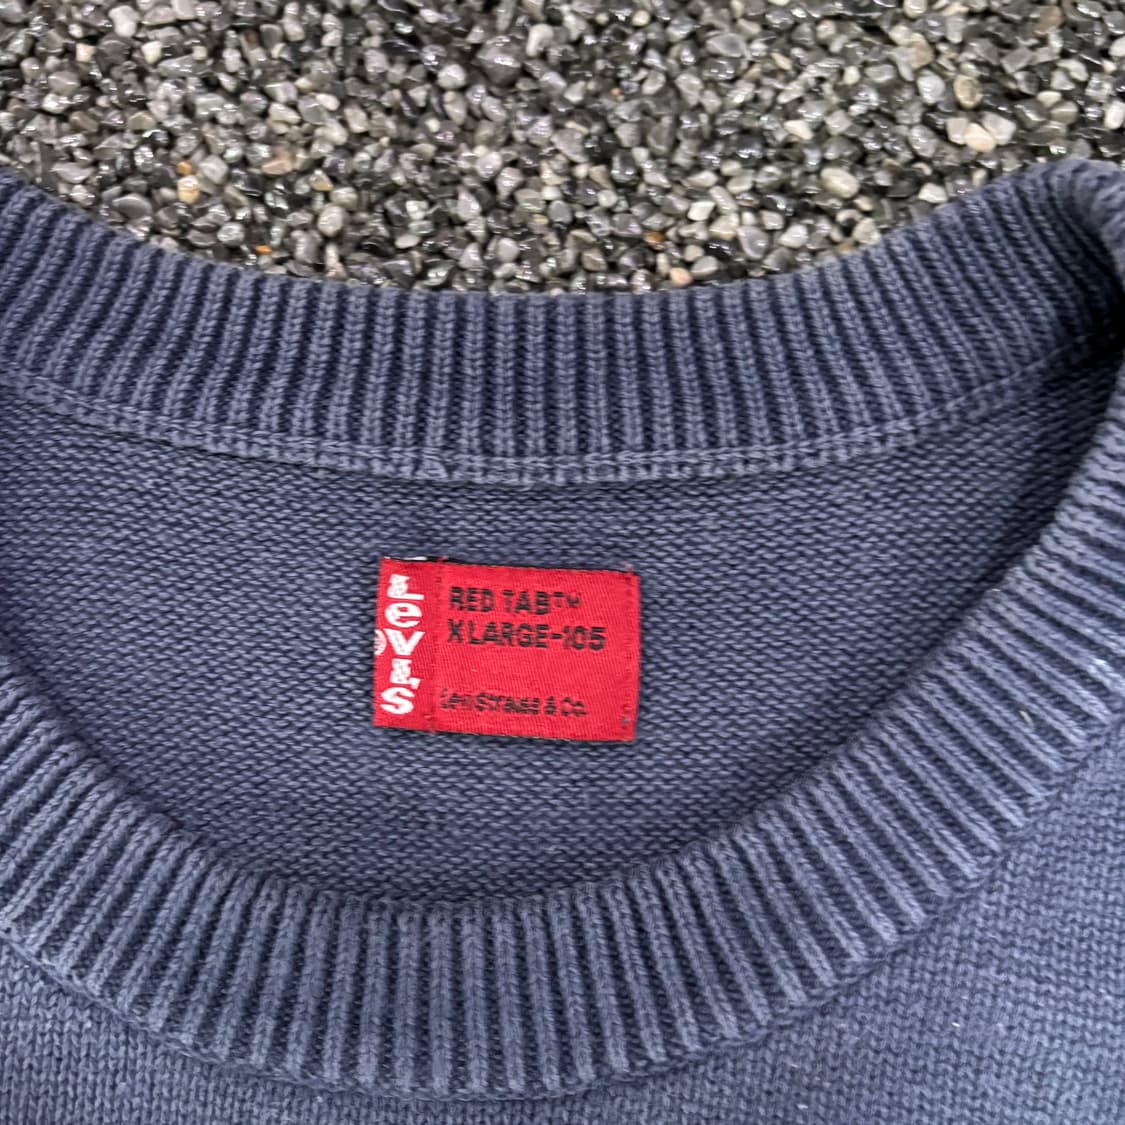 Levi's
RED TAB™
X LARGE-105
Levi Strauss & Co.